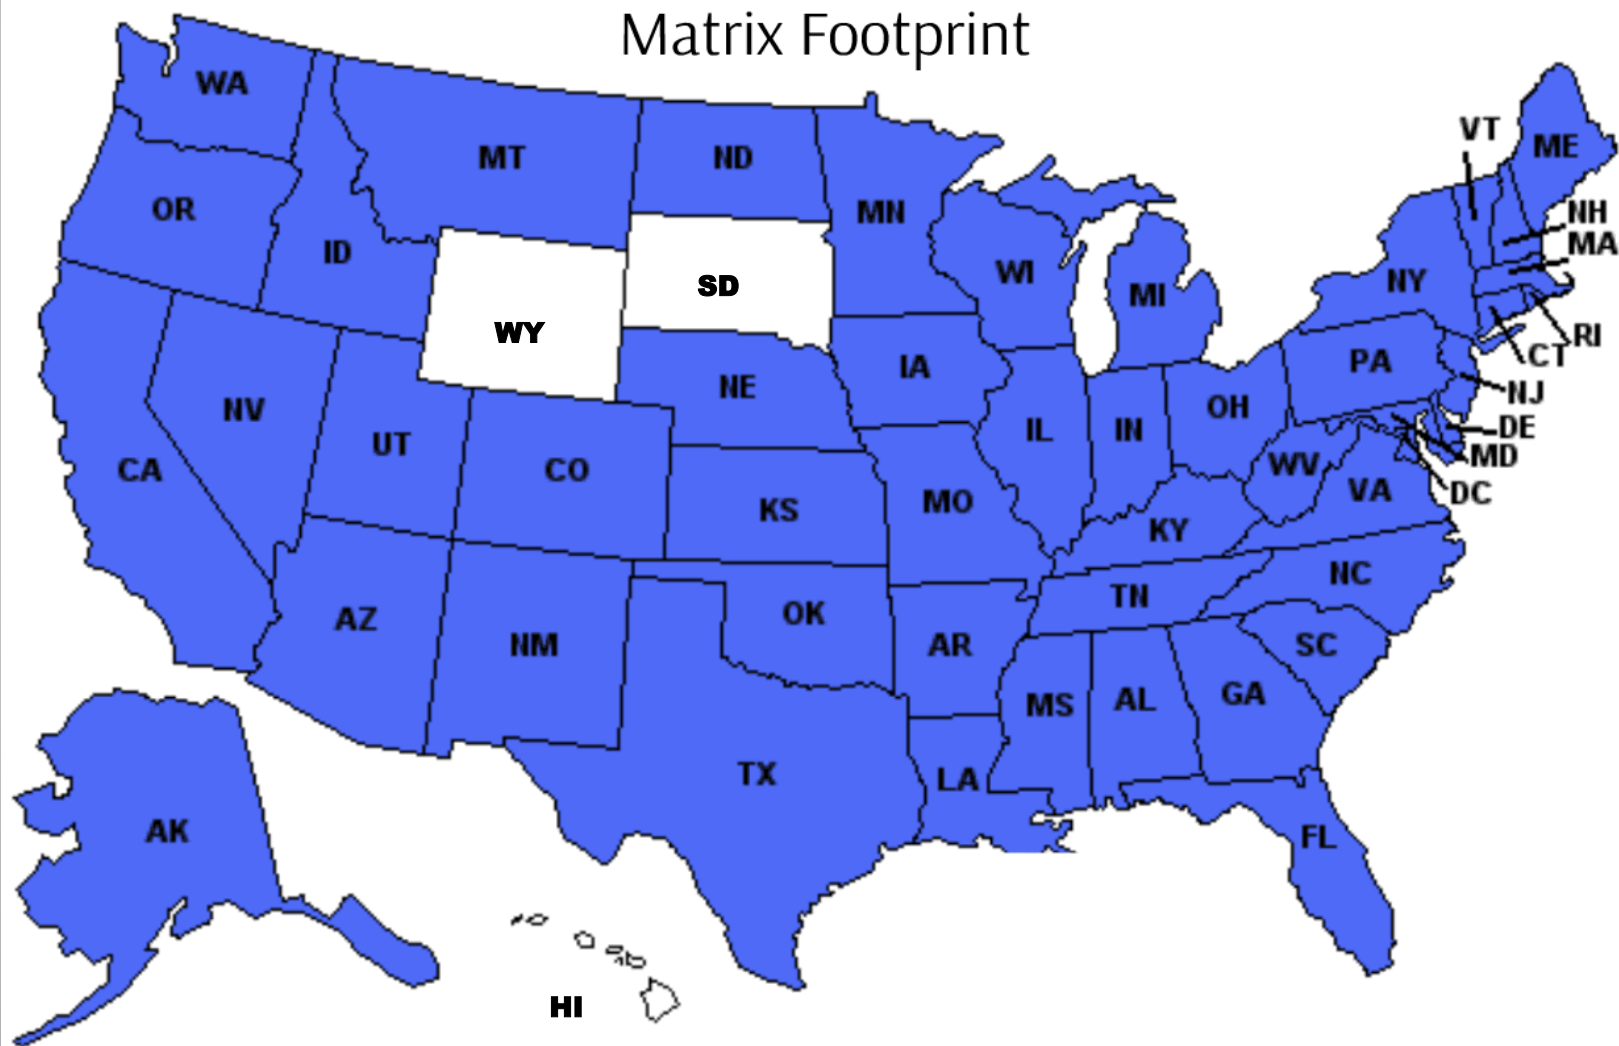 Matrix Footprint
WA
MT
ND
MN
VT
ME
OR
ID
NH
MA
WI
MI
NY
SD
WY
RI
CT
PA
IA
NE
NJ
NV
UT
CO
IL
IN
OH
DE
MD
DC
CA
WV
VA
KS
MO
KY
NC
TN
AZ
NM
OK
AR
SC
MS
AL
GA
TX
LA
AK
FL
HI